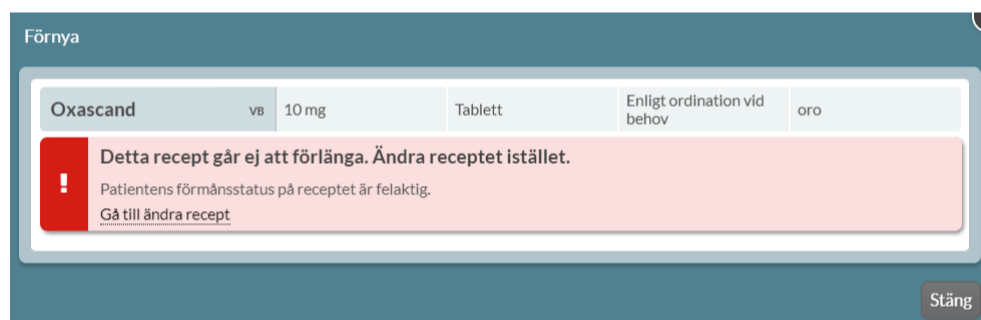 Förnya
Oxascand VB 10 mg Tablett Enligt ordination vid behov oro
Detta recept går ej att förlänga. Ändra receptet istället.
!
Patientens förmånsstatus på receptet är felaktig.
Gå till ändra recept
Stäng